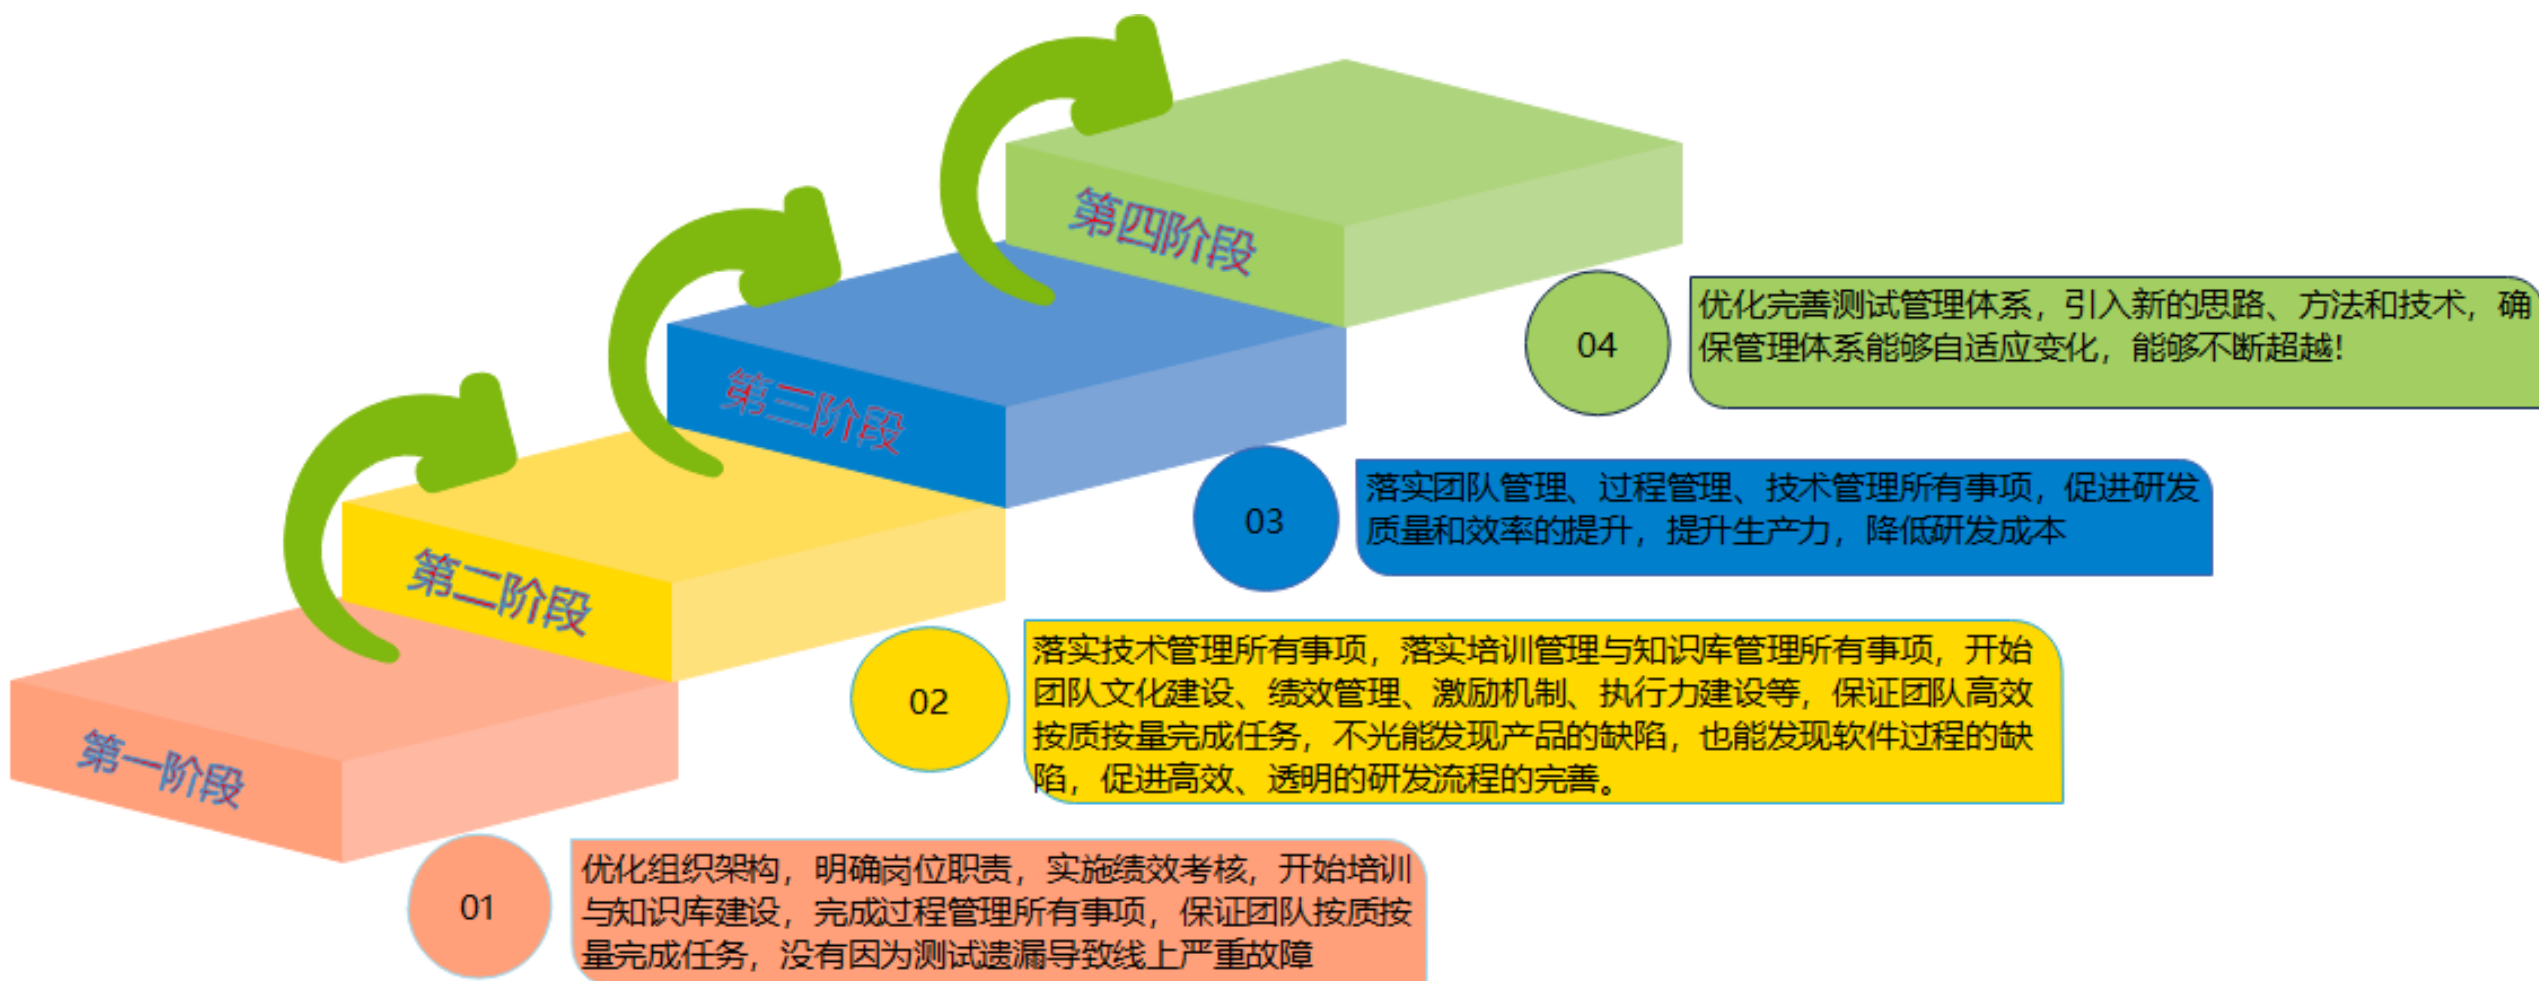 第四阶段
04
优化完善测试管理体系，引入新的思路、方法和技术，确
保管理体系能够自适应变化，能够不断超越!
第三阶段
03
落实团队管理、过程管理、技术管理所有事项，促进研发
质量和效率的提升，提升生产力，降低研发成本
第二阶段
02
落实技术管理所有事项，落实培训管理与知识库管理所有事项，开始
团队文化建设、绩效管理、激励机制、执行力建设等，保证团队高效
按质按量完成任务，不光能发现产品的缺陷，也能发现软件过程的缺
陷，促进高效、透明的研发流程的完善。
第一阶段
01
优化组织架构，明确岗位职责，实施绩效考核，开始培训
与知识库建设，完成过程管理所有事项，保证团队按质按
量完成任务，没有因为测试遗漏导致线上严重故障